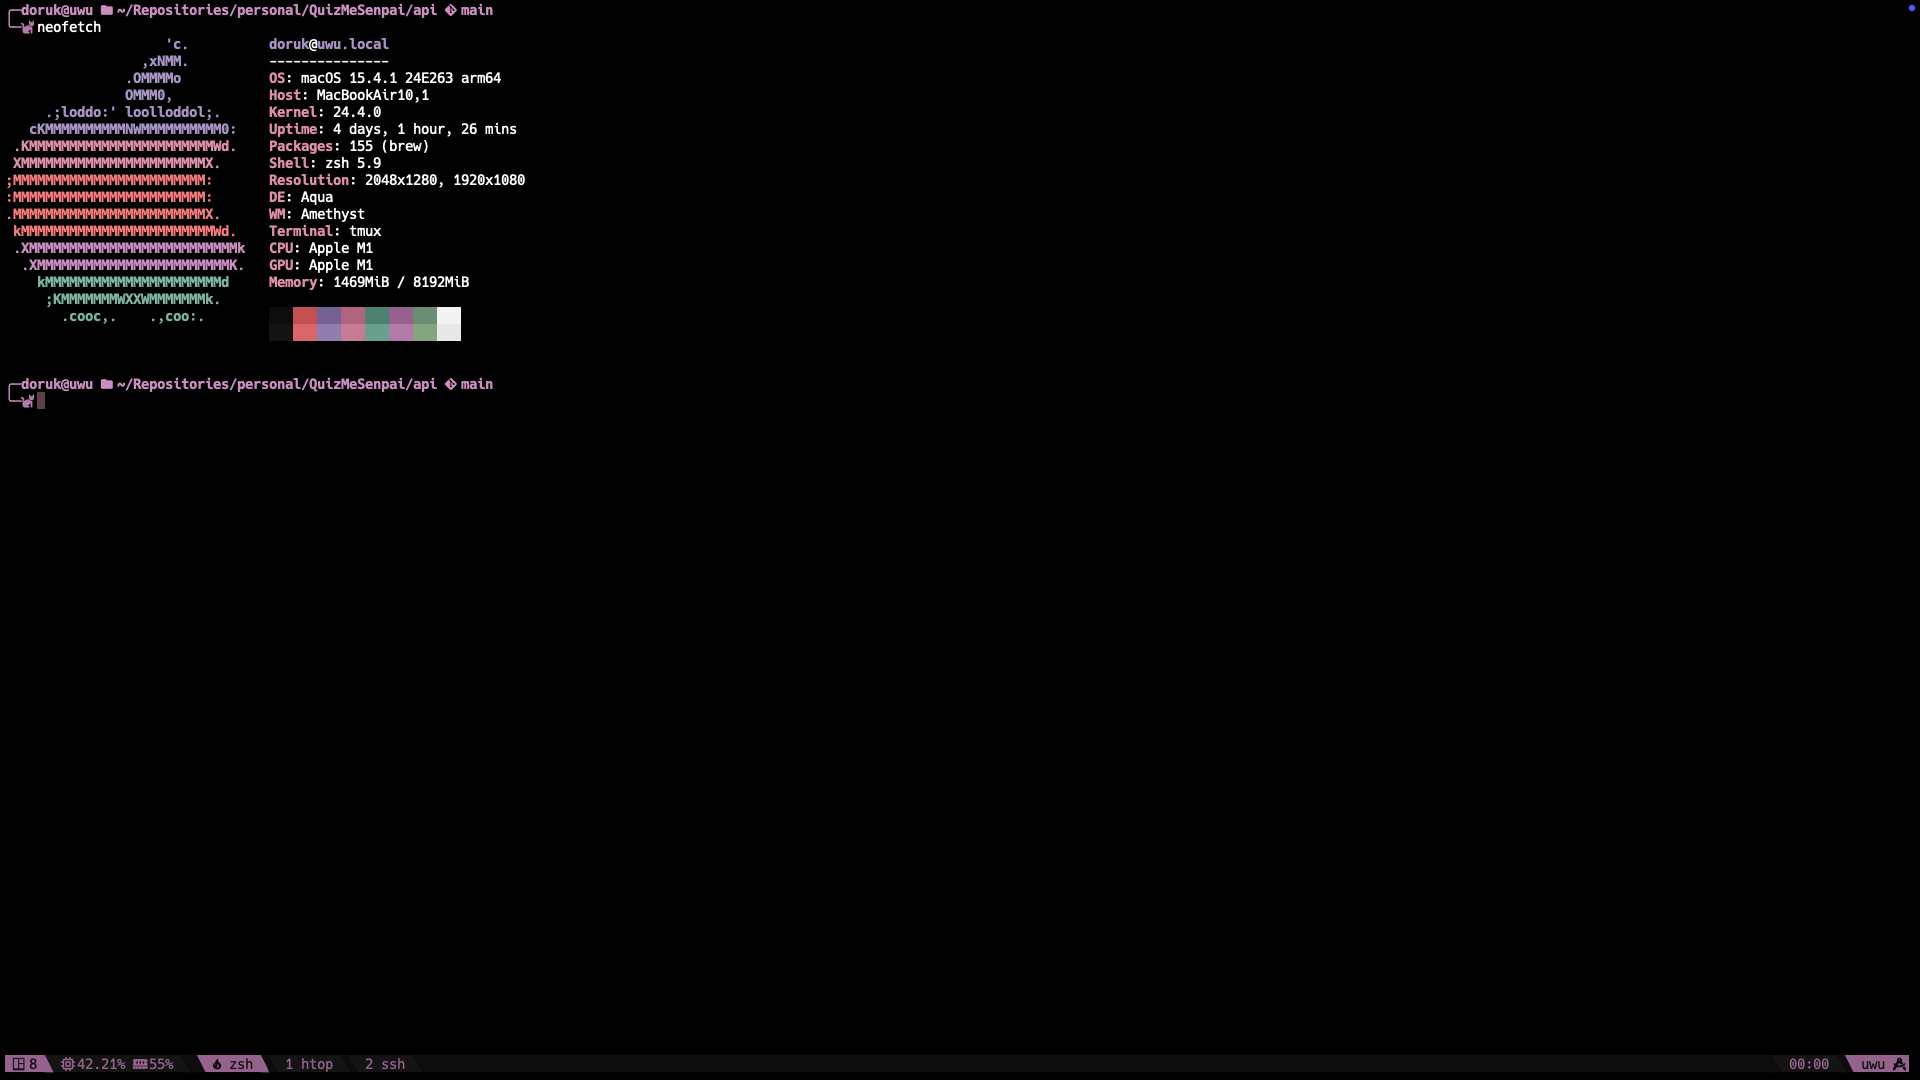 doruk@uwu ~/Repositories/personal/QuizMeSenpai/api main
neofetch
'c. doruk@uwu.local
,xNMM. ---------------
.OMMMMo OS: macOS 15.4.1 24E263 arm64
OMMM0, Host: MacBookAir10,1
.;loddo:' loolloddol;. Kernel: 24.4.0
cKMMMMMMMMMMNWMMMMMMMMMM0: Uptime: 4 days, 1 hour, 26 mins
.KMMMMMMMMMMMMMMMMMMMMMMMWd. Packages: 155 (brew)
XMMMMMMMMMMMMMMMMMMMMMMMX. Shell: zsh 5.9
;MMMMMMMMMMMMMMMMMMMMMMMM: Resolution: 2048x1280, 1920x1080
:MMMMMMMMMMMMMMMMMMMMMMMM: DE: Aqua
.MMMMMMMMMMMMMMMMMMMMMMMMX. WM: Amethyst
kMMMMMMMMMMMMMMMMMMMMMMMMWd. Terminal: tmux
.XMMMMMMMMMMMMMMMMMMMMMMMMMMk CPU: Apple M1
.XMMMMMMMMMMMMMMMMMMMMMMMMK. GPU: Apple M1
kMMMMMMMMMMMMMMMMMMMMMMd Memory: 1469MiB / 8192MiB
;KMMMMMMMWXXWMMMMMMMk.
.cooc,. .,coo:.
doruk@uwu ~/Repositories/personal/QuizMeSenpai/api main
8 42.21% 55% zsh 1 htop 2 ssh 00:00 uwu